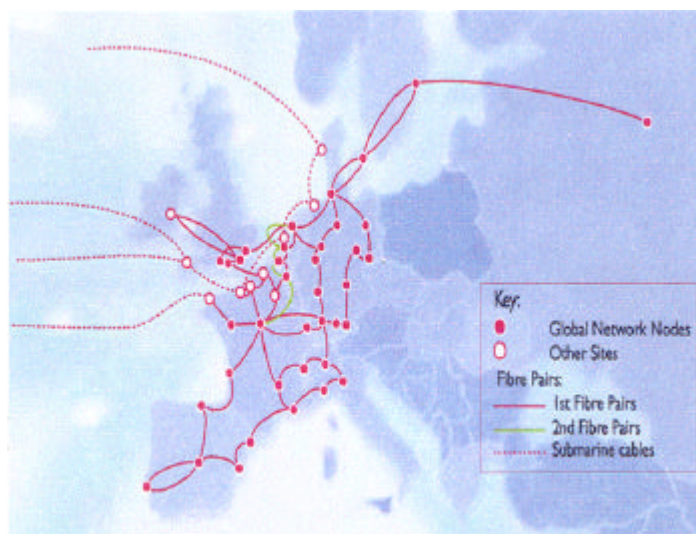 Key:
Global Network Nodes
Other Sites
Fibre Pairs:
1st Fibre Pairs
2nd Fibre Pairs
Submarine cables